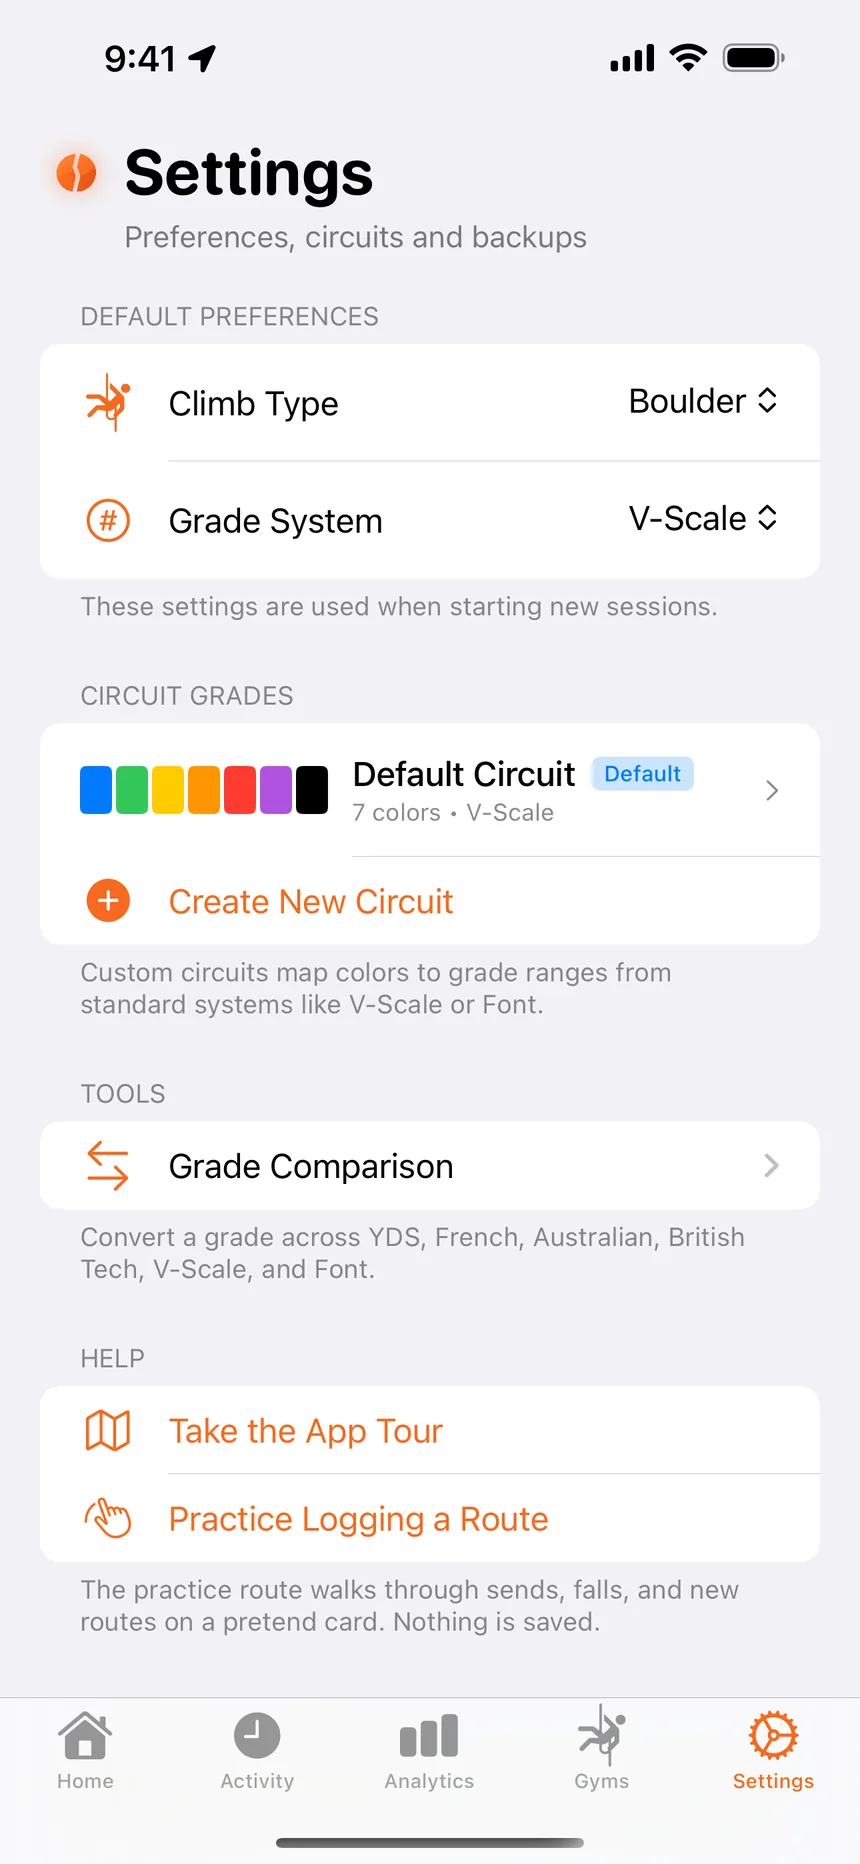 9:41
Settings
Preferences, circuits and backups
DEFAULT PREFERENCES
Climb Type
Boulder
# Grade System
V-Scale
These settings are used when starting new sessions.
CIRCUIT GRADES
Default Circuit Default
7 colors • V-Scale
Create New Circuit
Custom circuits map colors to grade ranges from
standard systems like V-Scale or Font.
TOOLS
Grade Comparison
Convert a grade across YDS, French, Australian, British
Tech, V-Scale, and Font.
HELP
Take the App Tour
Practice Logging a Route
The practice route walks through sends, falls, and new
routes on a pretend card. Nothing is saved.
Home
Activity
Analytics
Gyms
Settings